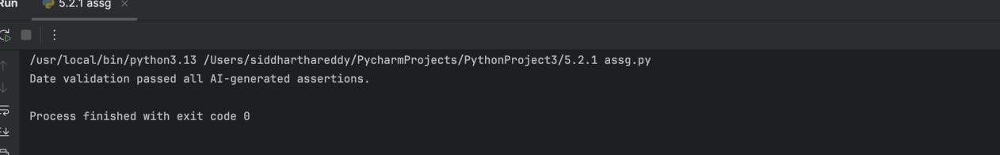 Run
5.2.1 assg
/usr/local/bin/python3.13 /Users/siddharthareddy/PycharmProjects/PythonProject3/5.2.1 assg.py
Date validation passed all AI-generated assertions.
Process finished with exit code 0